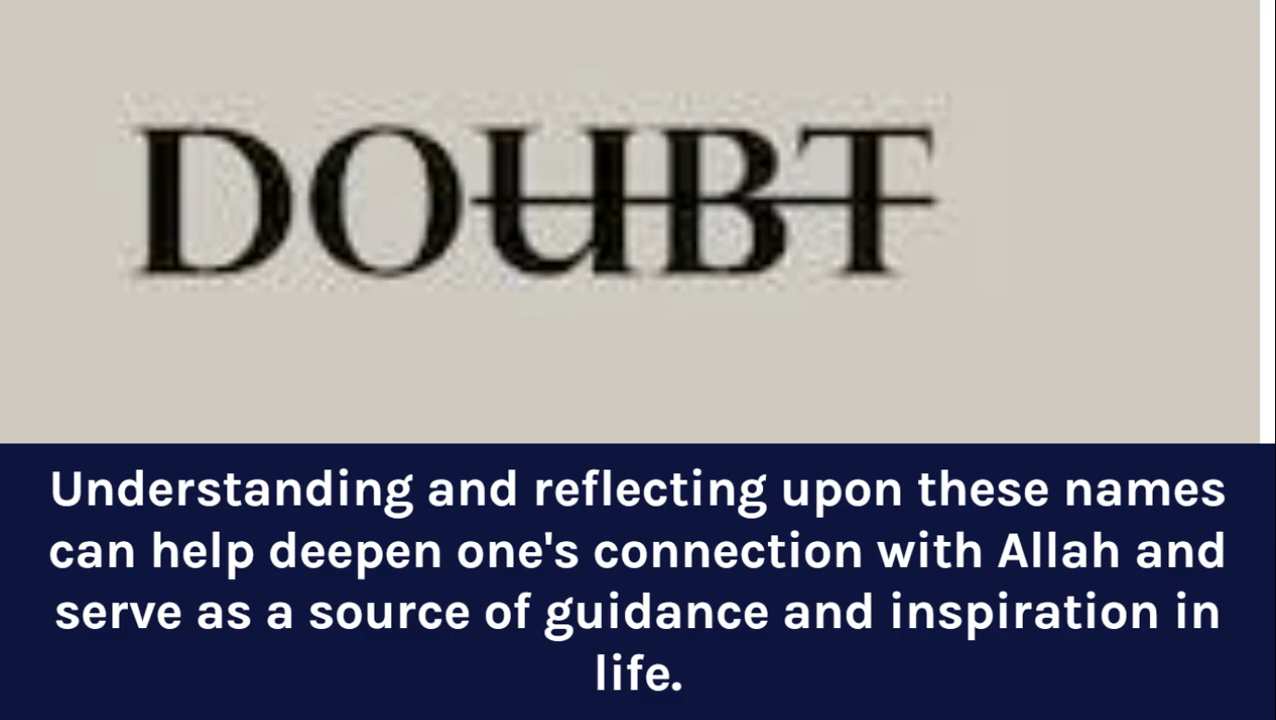 DOUBT
Understanding and reflecting upon these names
can help deepen one's connection with Allah and
serve as a source of guidance and inspiration in
life.